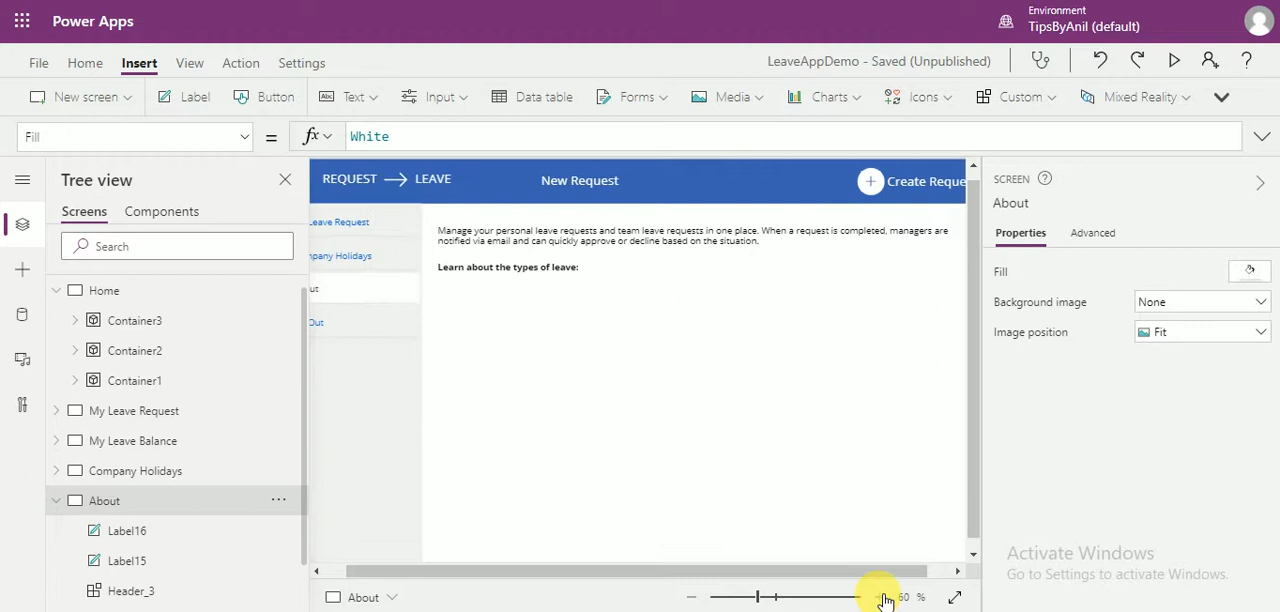 Power Apps
Environment
TipsByAnil (default)
File Home Insert View Action Settings
LeaveAppDemo - Saved (Unpublished)
New screen Label Button Text Input Data table Forms Media Charts Icons Custom Mixed Reality
Fill = fx White
Tree view
Screens Components
Search
Home
Container3
Container2
Container1
My Leave Request
My Leave Balance
Company Holidays
About ...
Label16
Label15
Header_3
REQUEST LEAVE New Request Create Reque
eave Request
npany Holidays
ut
Out
Manage your personal leave requests and team leave requests in one place. When a request is completed, managers are
notified via email and can quickly approve or decline based on the situation.
Learn about the types of leave:
About
60 %
SCREEN
About
Properties Advanced
Fill
Background image None
Image position Fit
Activate Windows
Go to Settings to activate Windows.